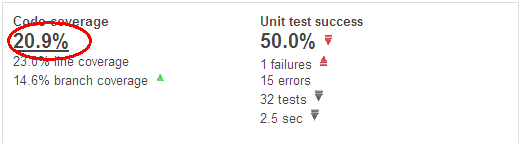 Code coverage
20.9%
23.0% line coverage
14.6% branch coverage
Unit test success
50.0%
1 failures
15 errors
32 tests
2.5 sec